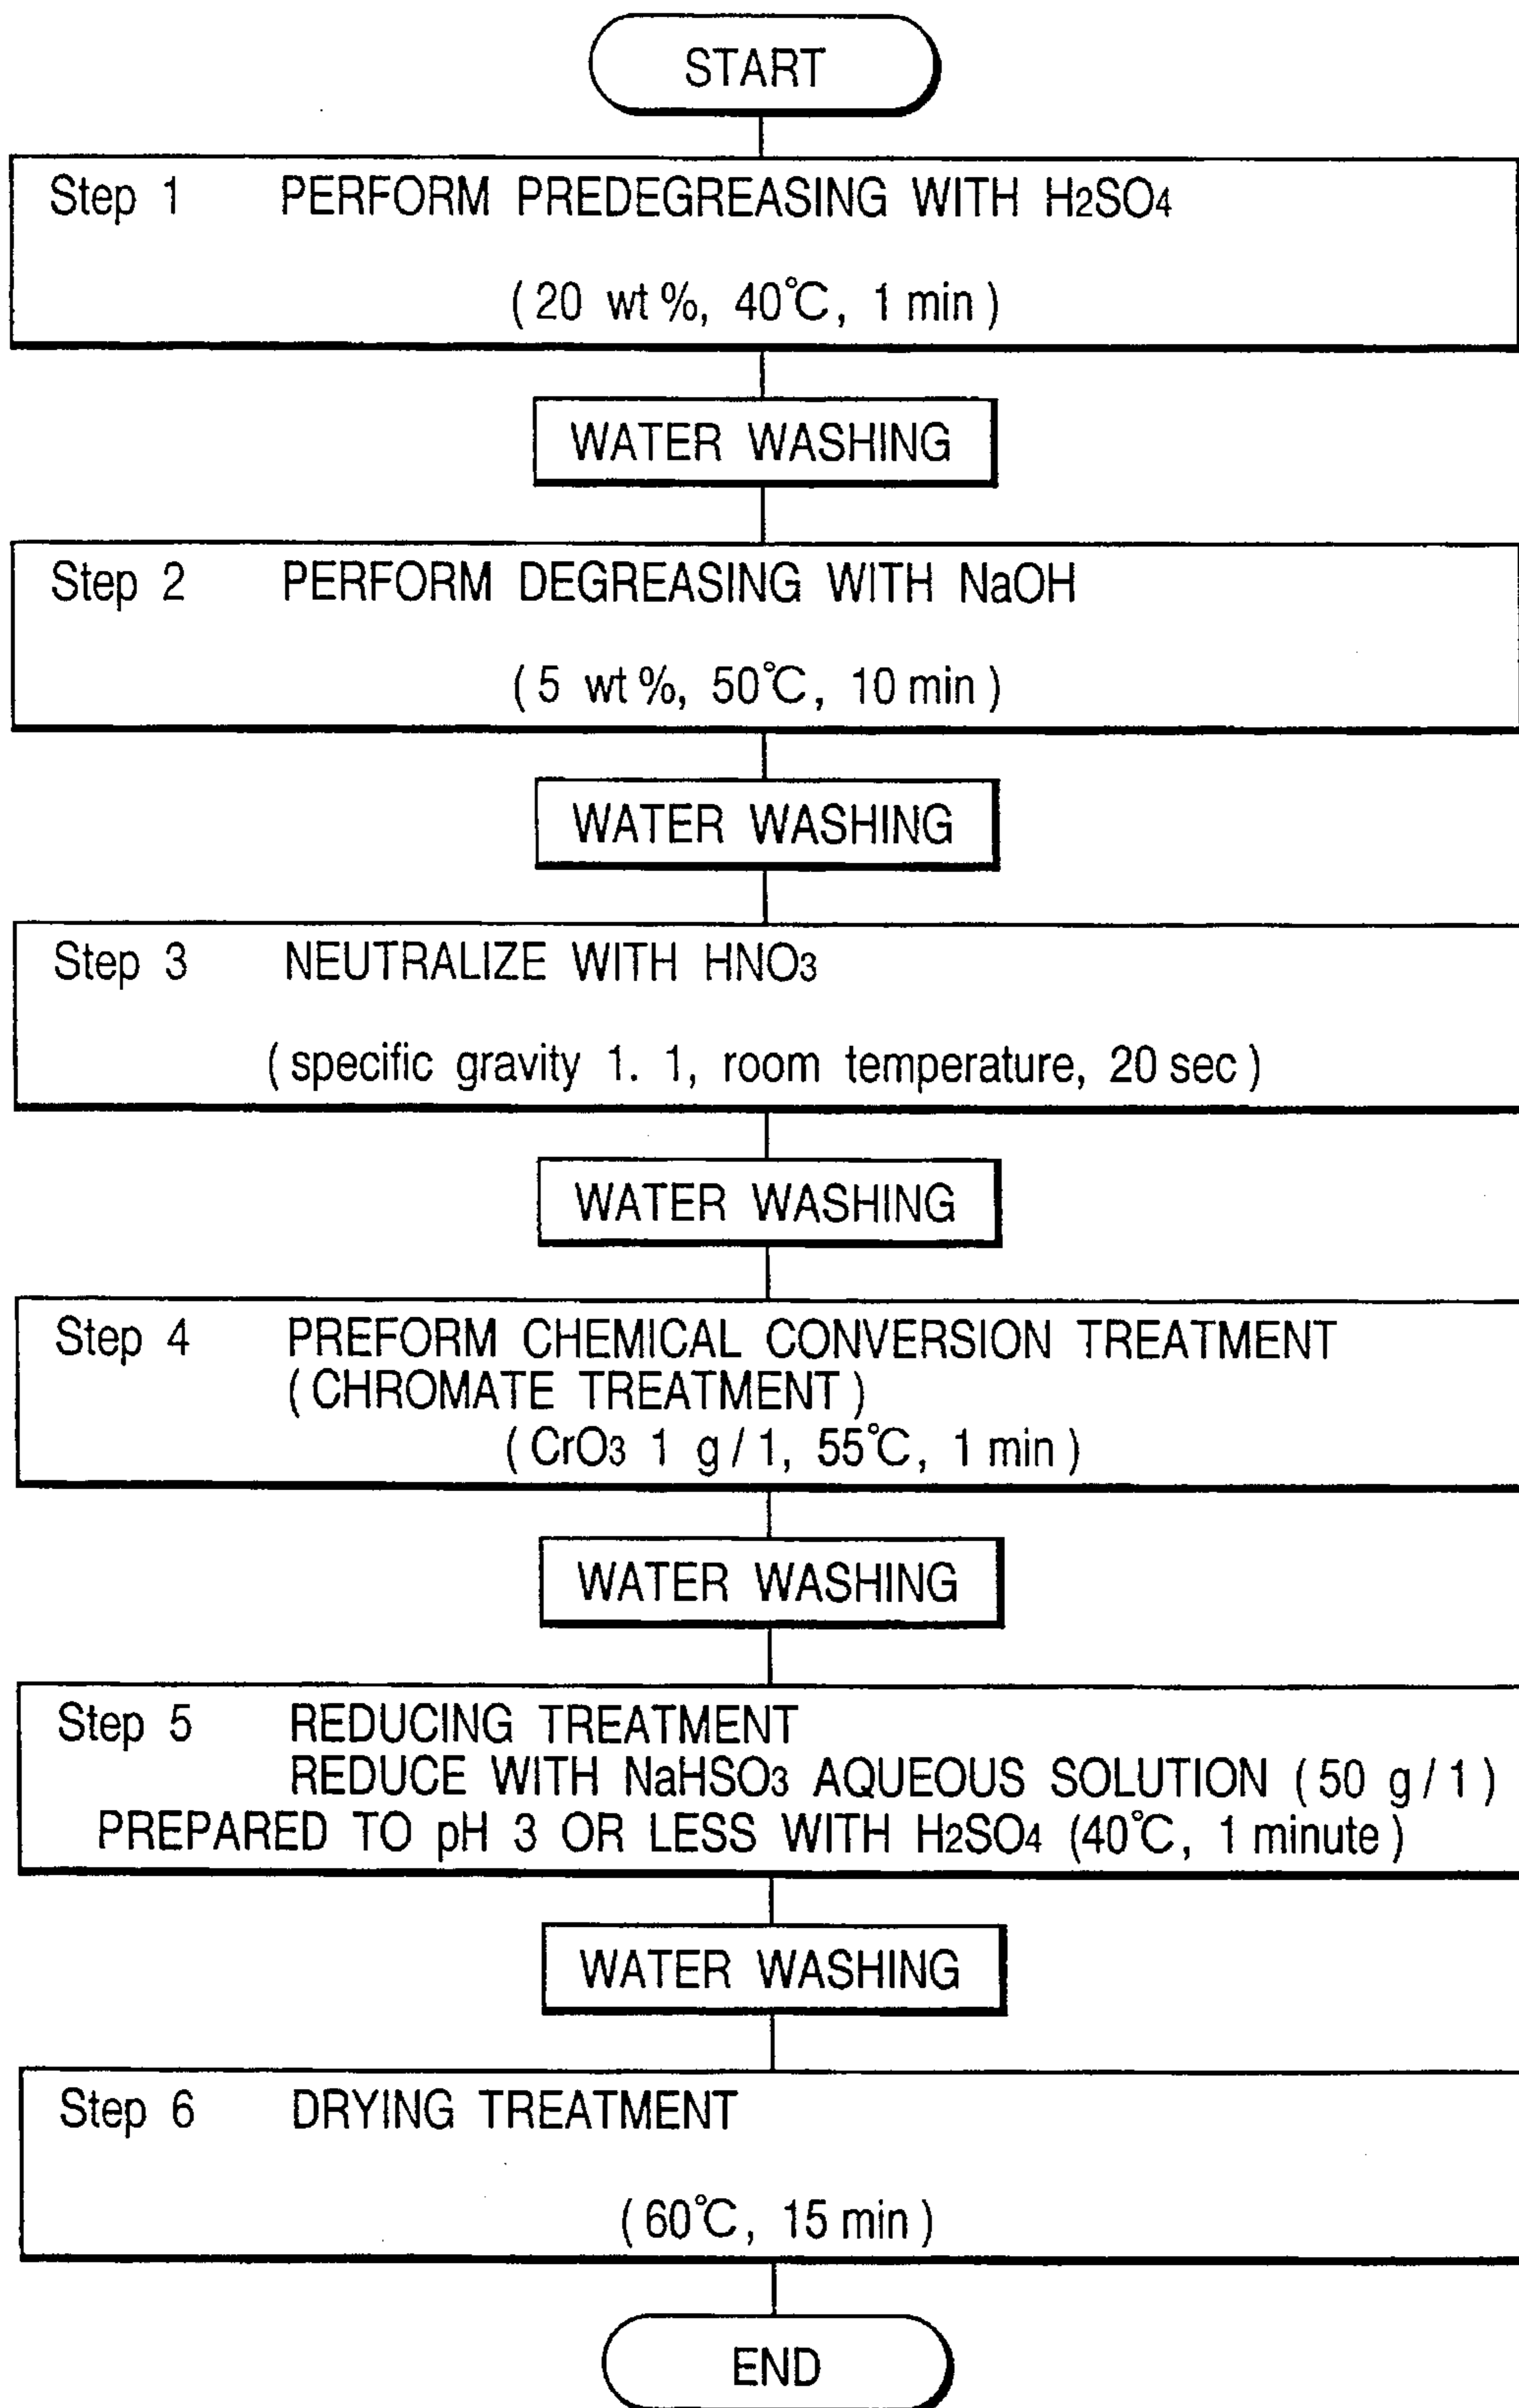 START
Step 1 PERFORM PREDEGREASING WITH H2SO4
(20 wt%, 40℃, 1 min)
WATER WASHING
Step 2 PERFORM DEGREASING WITH NaOH
(5 wt%, 50℃, 10 min)
WATER WASHING
Step 3 NEUTRALIZE WITH HNO3
(specific gravity 1. 1, room temperature, 20 sec)
WATER WASHING
Step 4 PREFORM CHEMICAL CONVERSION TREATMENT
(CHROMATE TREATMENT)
(CrO3 1 g/1, 55℃, 1 min)
WATER WASHING
Step 5 REDUCING TREATMENT
REDUCE WITH NaHSO3 AQUEOUS SOLUTION (50 g/1)
PREPARED TO pH 3 OR LESS WITH H2SO4 (40℃, 1 minute)
WATER WASHING
Step 6 DRYING TREATMENT
(60℃, 15 min)
END